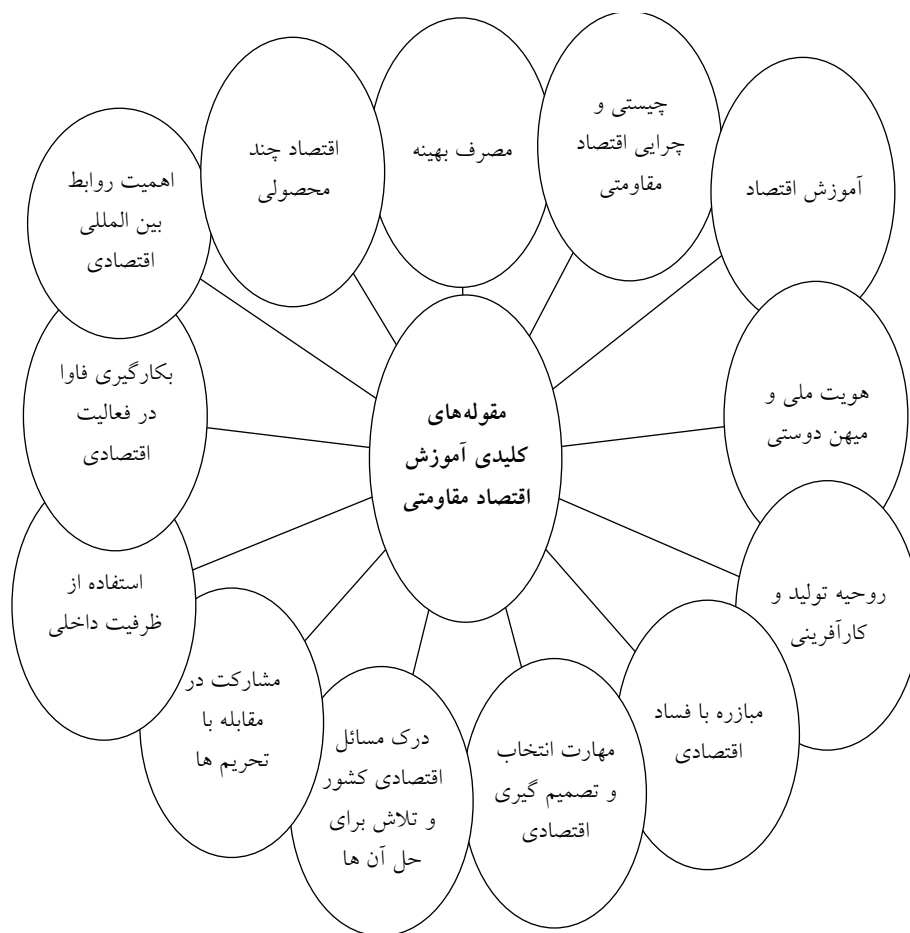 چیستی و
چرایی اقتصاد
مقاومتی
آموزش اقتصاد
هویت ملی و
میهن دوستی
روحیه تولید و
کارآفرینی
مبازره با فساد
اقتصادی
مهارت انتخاب
و تصمیم گیری
اقتصادی
درک مسائل
اقتصادی کشور
و تلاش برای
حل آن ها
مشارکت در
مقابله با
تحریم ها
استفاده از
ظرفیت داخلی
بکارگیری فاوا
در فعالیت
اقتصادی
اهمیت روابط
بین المللی
اقتصادی
اقتصاد چند
محصولی
مصرف بهینه
مقوله‌های
کلیدی آموزش
اقتصاد مقاومتی